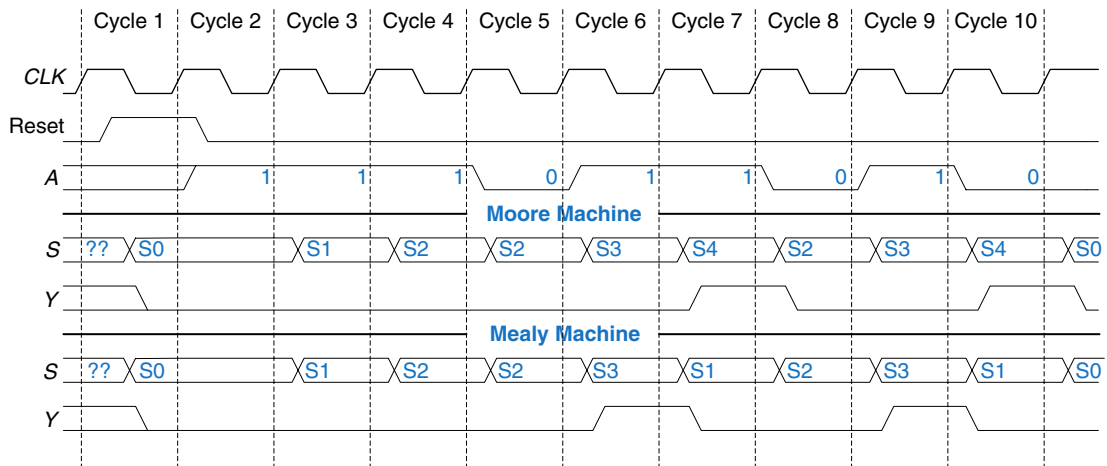 Cycle 1 Cycle 2 Cycle 3 Cycle 4 Cycle 5 Cycle 6 Cycle 7 Cycle 8 Cycle 9 Cycle 10
CLK
Reset
A 1 1 1 0 1 1 0 1 0
Moore Machine
S ?? S0 S1 S2 S2 S3 S4 S2 S3 S4 S0
Y
Mealy Machine
S ?? S0 S1 S2 S2 S3 S1 S2 S3 S1 S0
Y